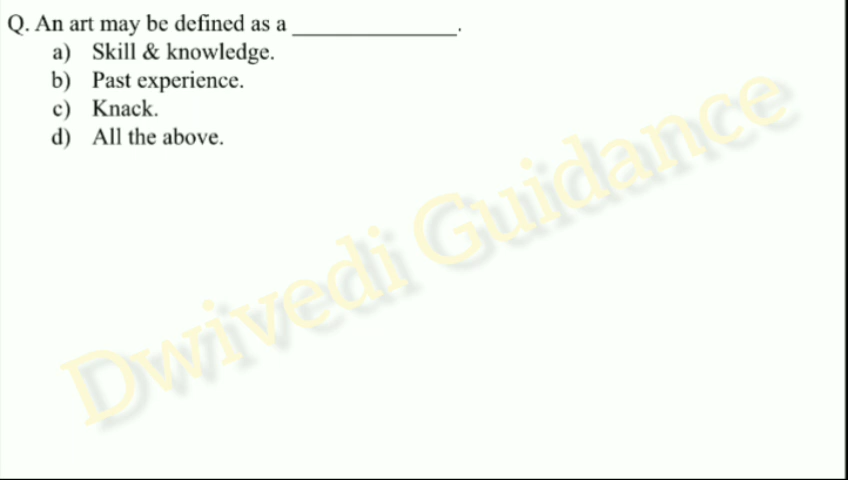 Q. An art may be defined as a _______________.
a) Skill & knowledge.
b) Past experience.
c) Knack.
d) All the above.
Dwivedi Guidance